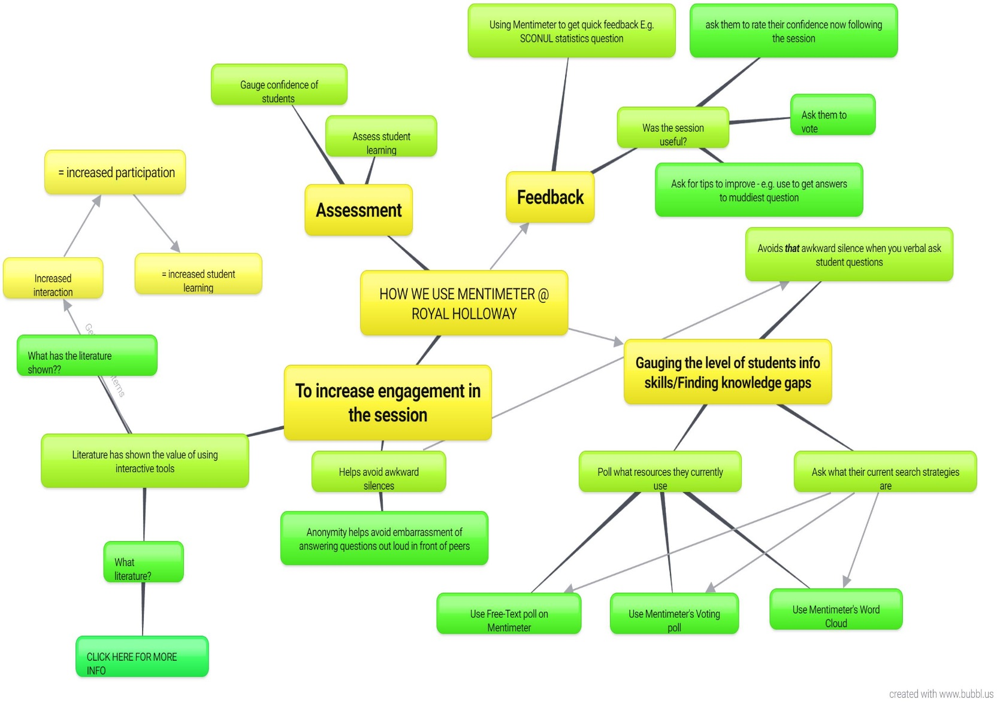 Using Mentimeter to get quick feedback E.g.
SCONUL statistics question
ask them to rate their confidence now following
the session
Gauge confidence of
students
Assess student
learning
Was the session
useful?
Ask them to
vote
= increased participation
Assessment
Feedback
Ask for tips to improve - e.g. use to get answers
to muddiest question
Increased
interaction
= increased student
learning
HOW WE USE MENTIMETER @
ROYAL HOLLOWAY
Avoids that awkward silence when you verbal ask
student questions
What has the literature
shown??
To increase engagement in
the session
Gauging the level of students info
skills/Finding knowledge gaps
Literature has shown the value of using
interactive tools
Helps avoid awkward
silences
Poll what resources they currently
use
Ask what their current search strategies
are
Anonymity helps avoid embarrassment of
answering questions out loud in front of peers
What
literature?
Use Free-Text poll on
Mentimeter
Use Mentimeter's Voting
poll
Use Mentimeter's Word
Cloud
CLICK HERE FOR MORE
INFO
created with www.bubbl.us